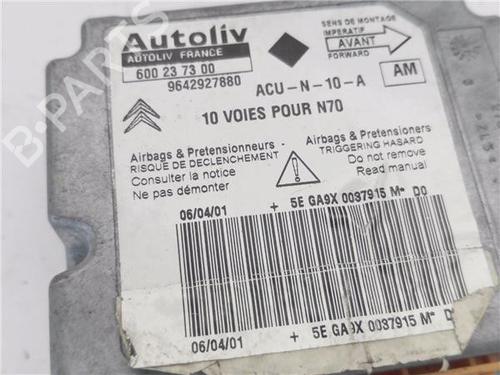 Autoliv
AUTOLIV FRANCE
600 23 73 00
9642927880
SENS DE MONTAGE
IMPERATIF
AVANT
FORWARD
ACU-N-10-A
AM
10 VOIES POUR N70
Airbags & Pretensionneurs -
RISQUE DE DECLENCHEMENT
Consulter la notice
Ne pas démonter
Airbags & Pretensioners
TRIGGERING HASARD
Do not remove
Read manual
06/04/01 + 5E GA9X 0037915 M* D0
06/04/01 + 5E GA9X 0037915 M* D
B-Parts